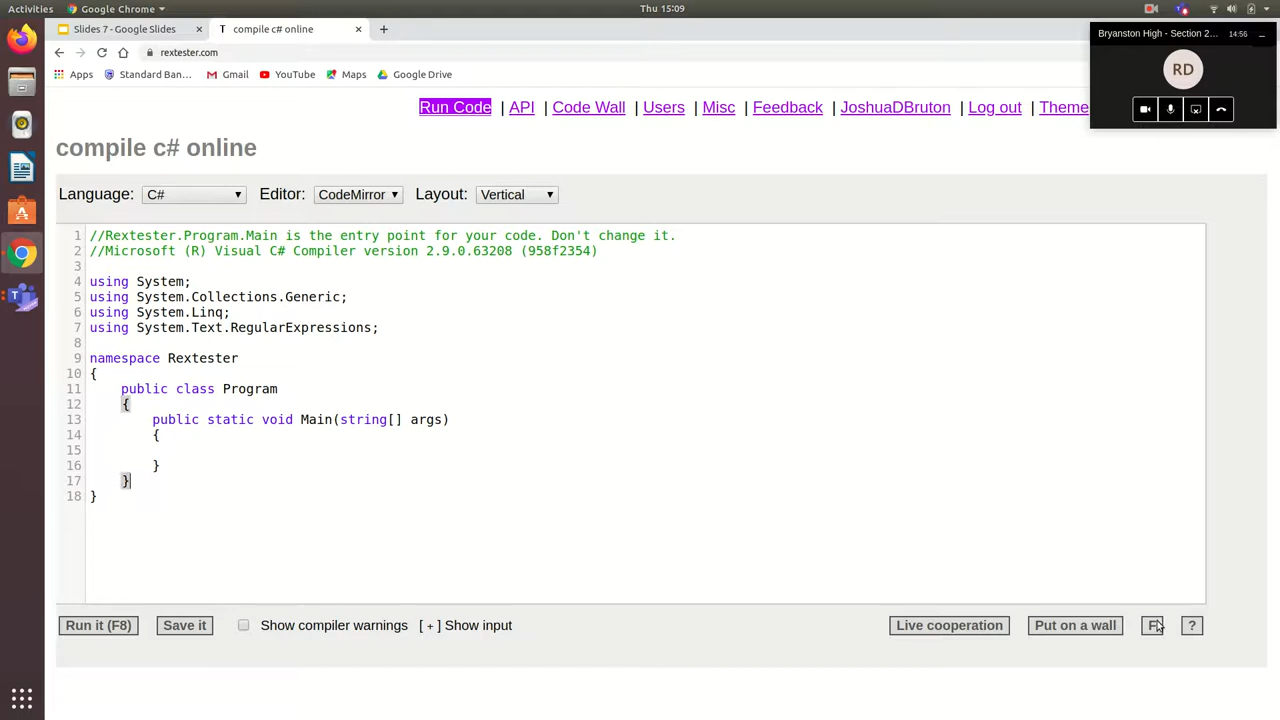 Activities
Google Chrome
Thu 15:09
Slides 7 - Google Slides
T compile c# online
rextester.com
Bryanston High - Section 2...
14:56
RD
Apps
Standard Ban...
Gmail
YouTube
Maps
Google Drive
Run Code | API | Code Wall | Users | Misc | Feedback | JoshuaDBruton | Log out | Theme
compile c# online
Language: C# Editor: CodeMirror Layout: Vertical
1 //Rextester.Program.Main is the entry point for your code. Don't change it.
2 //Microsoft (R) Visual C# Compiler version 2.9.0.63208 (958f2354)
3
4 using System;
5 using System.Collections.Generic;
6 using System.Linq;
7 using System.Text.RegularExpressions;
8
9 namespace Rextester
10 {
11 public class Program
12 {
13 public static void Main(string[] args)
14 {
15
16 }
17 }
18 }
Run it (F8) Save it Show compiler warnings [ + ] Show input Live cooperation Put on a wall F ?